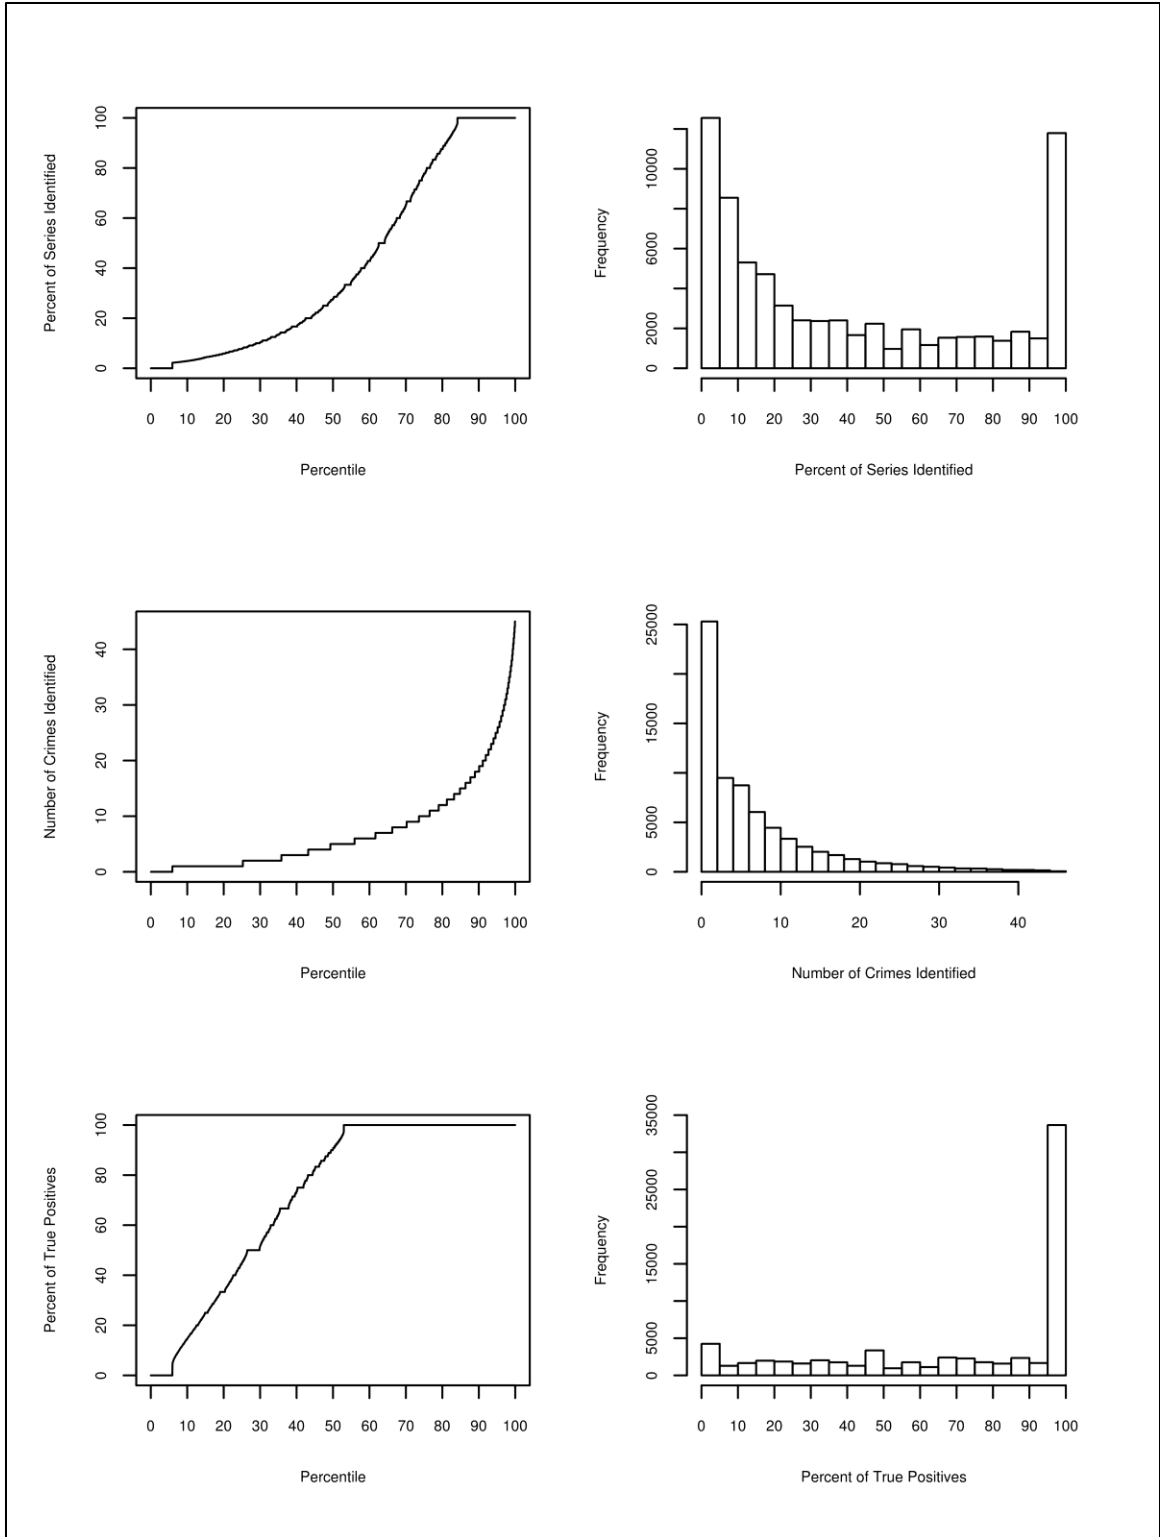 Percent of Series Identified
100
80
60
40
20
0
0 10 20 30 40 50 60 70 80 90 100
Percentile
Frequency
10000
6000
2000
0
0 10 20 30 40 50 60 70 80 90 100
Percent of Series Identified
Number of Crimes Identified
40
30
20
10
0
0 10 20 30 40 50 60 70 80 90 100
Percentile
Frequency
25000
15000
5000
0
0 10 20 30 40
Number of Crimes Identified
Percent of True Positives
100
80
60
40
20
0
0 10 20 30 40 50 60 70 80 90 100
Percentile
Frequency
35000
25000
15000
5000
0
0 10 20 30 40 50 60 70 80 90 100
Percent of True Positives